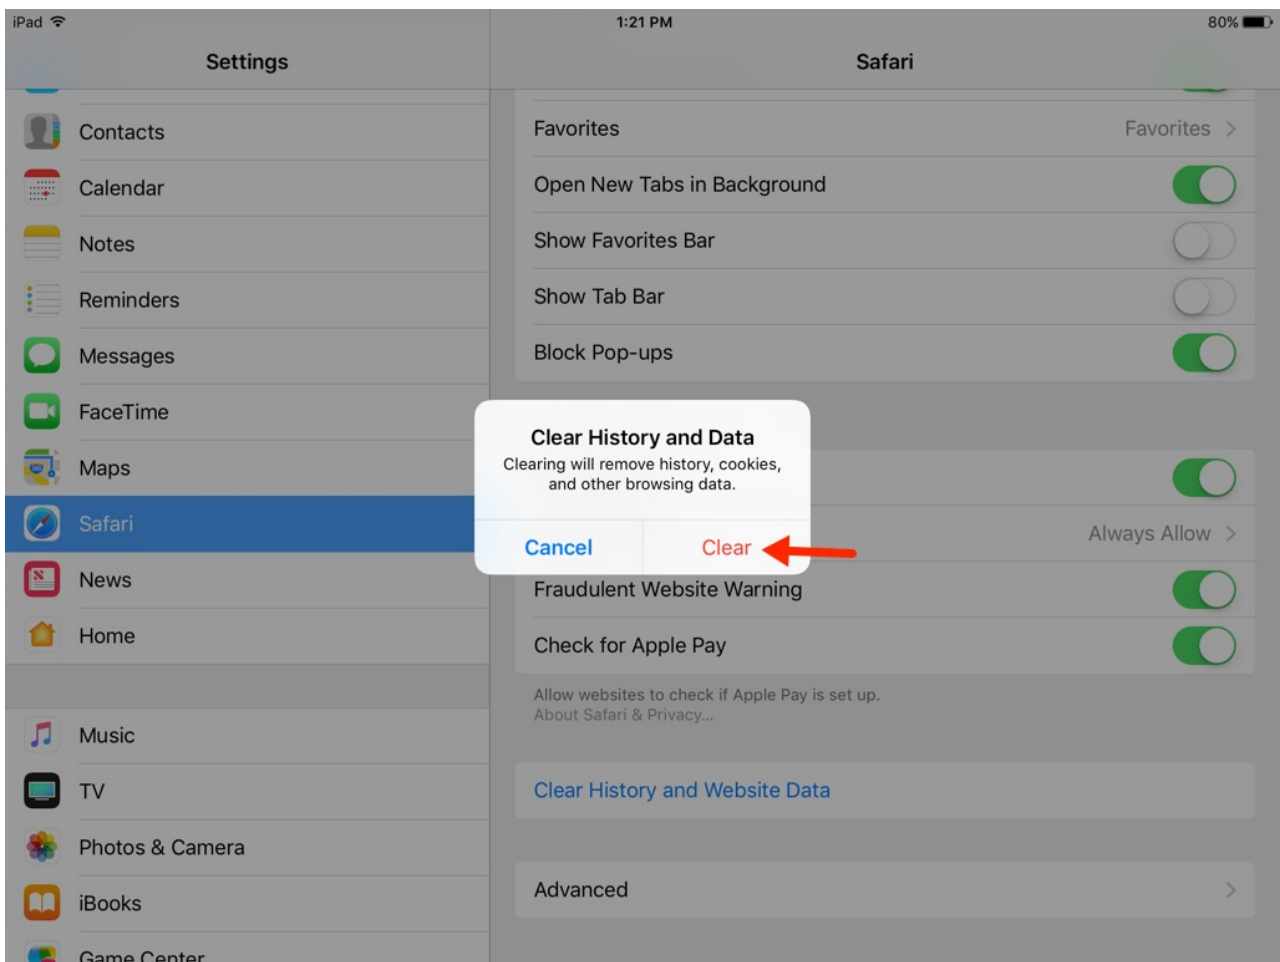 iPad 1:21 PM 80%
Settings
Safari
Contacts
Calendar
Notes
Reminders
Messages
FaceTime
Maps
Safari
News
Home
Music
TV
Photos & Camera
iBooks
Game Center
Favorites Favorites
Open New Tabs in Background
Show Favorites Bar
Show Tab Bar
Block Pop-ups
Clear History and Data
Clearing will remove history, cookies,
and other browsing data.
Cancel Clear
Always Allow
Fraudulent Website Warning
Check for Apple Pay
Allow websites to check if Apple Pay is set up.
About Safari & Privacy...
Clear History and Website Data
Advanced